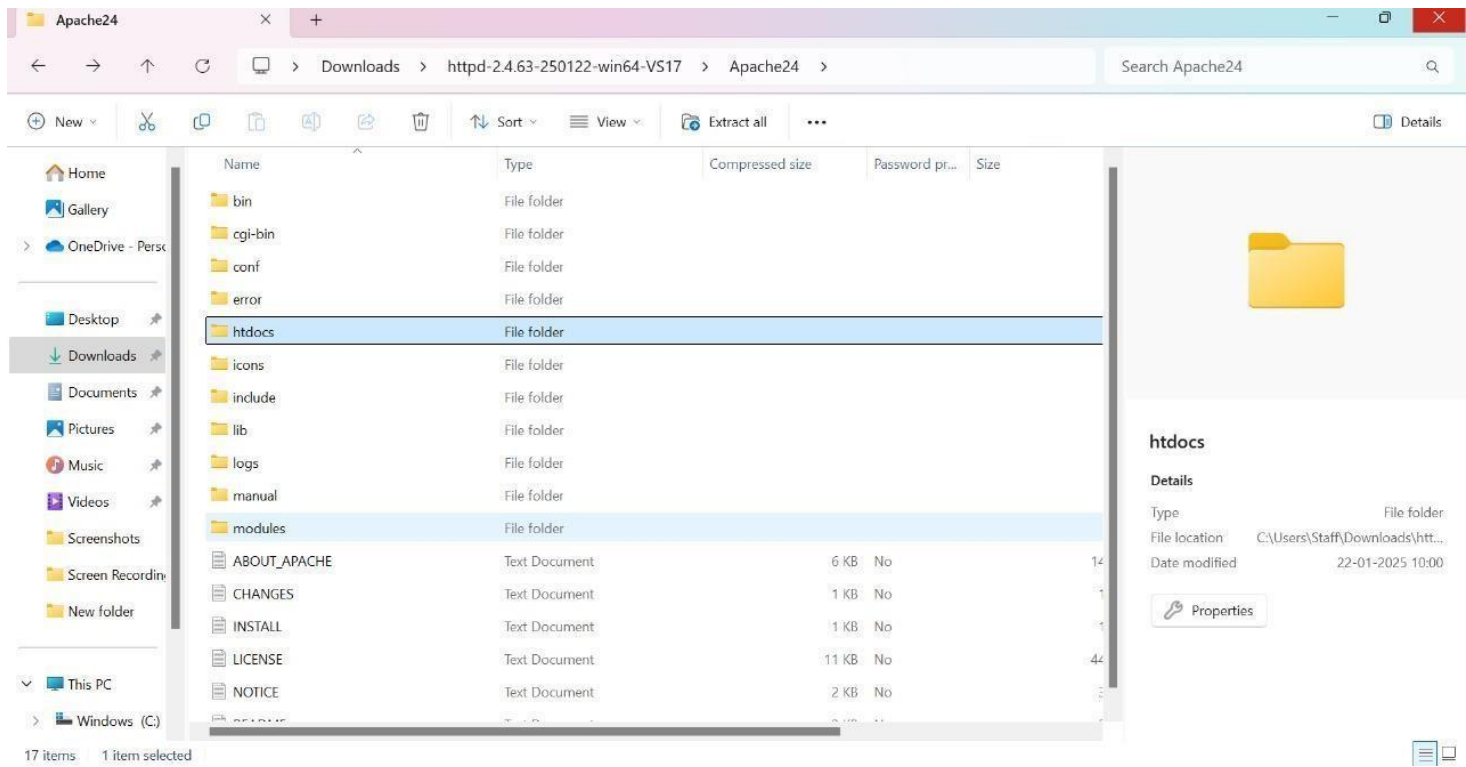 Apache24
Downloads > httpd-2.4.63-250122-win64-VS17 > Apache24 >
Search Apache24
New
Sort
View
Extract all
Details
Home
Gallery
OneDrive - Perso
Desktop
Downloads
Documents
Pictures
Music
Videos
Screenshots
Screen Recording
New folder
This PC
Windows (C:)
Name Type Compressed size Password pr... Size
bin File folder
cgi-bin File folder
conf File folder
error File folder
htdocs File folder
icons File folder
include File folder
lib File folder
logs File folder
manual File folder
modules File folder
ABOUT_APACHE Text Document 6 KB No 14
CHANGES Text Document 1 KB No 1
INSTALL Text Document 1 KB No 1
LICENSE Text Document 11 KB No 44
NOTICE Text Document 2 KB No
htdocs
Details
Type File folder
File location C:\Users\Staff\Downloads\htt...
Date modified 22-01-2025 10:00
Properties
17 items 1 item selected